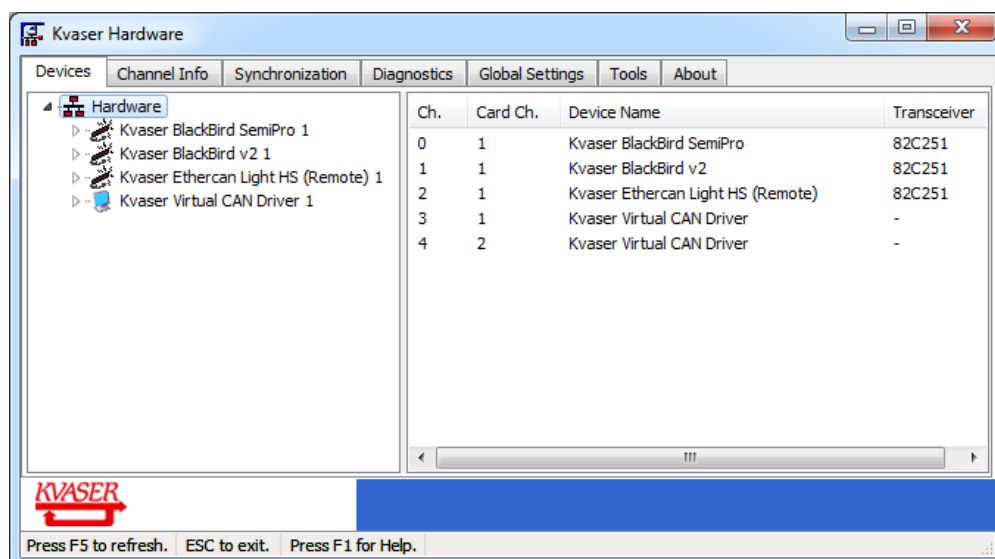 Kvaser Hardware
Devices Channel Info Synchronization Diagnostics Global Settings Tools About
Hardware
Kvaser BlackBird SemiPro 1
Kvaser BlackBird v2 1
Kvaser Ethercan Light HS (Remote) 1
Kvaser Virtual CAN Driver 1
Ch. Card Ch. Device Name Transceiver
0 1 Kvaser BlackBird SemiPro 82C251
1 1 Kvaser BlackBird v2 82C251
2 1 Kvaser Ethercan Light HS (Remote) 82C251
3 1 Kvaser Virtual CAN Driver -
4 2 Kvaser Virtual CAN Driver -
KVASER
Press F5 to refresh. ESC to exit. Press F1 for Help.